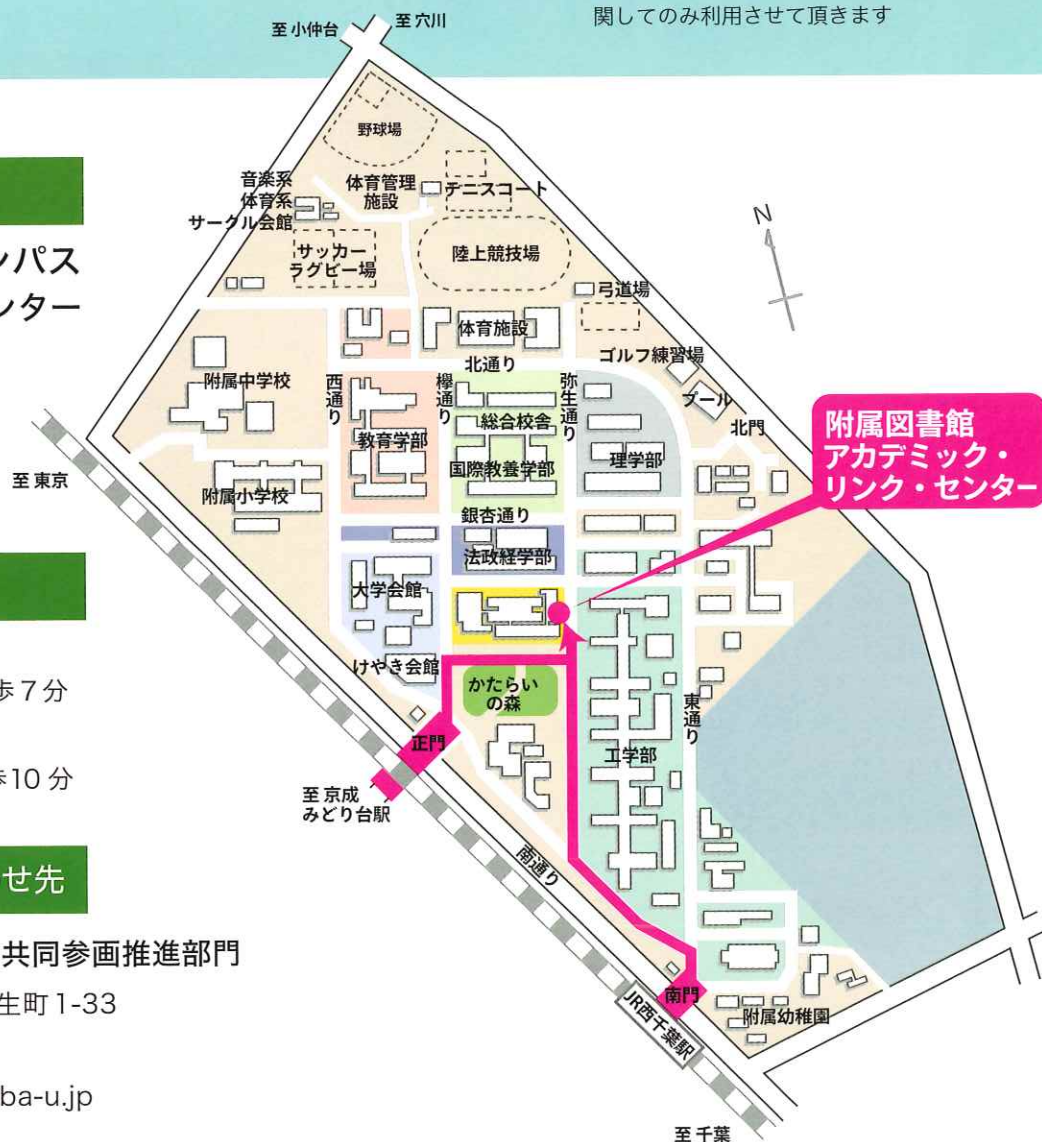 関してのみ利用させて頂きます
至 小仲台
至 穴川
野球場
音楽系
体育系
サークル会館
体育管理
施設
テニスコート
サッカー
ラグビー場
陸上競技場
N
ンパス
ンター
弓道場
体育施設
北通り
ゴルフ練習場
プール
北門
附属中学校
西通り
欅通り
弥生通り
総合校舎
教育学部
国際教養学部
理学部
附属図書館
アカデミック・
リンク・センター
至 東京
附属小学校
銀杏通り
法政経学部
大学会館
けやき会館
かたらい
の森
歩7分
東通り
正門
工学部
歩10分
至 京成
みどり台駅
南通り
せ先
共同参画推進部門
生町1-33
南門
JR西千葉駅
附属幼稚園
ba-u.jp
至 千葉